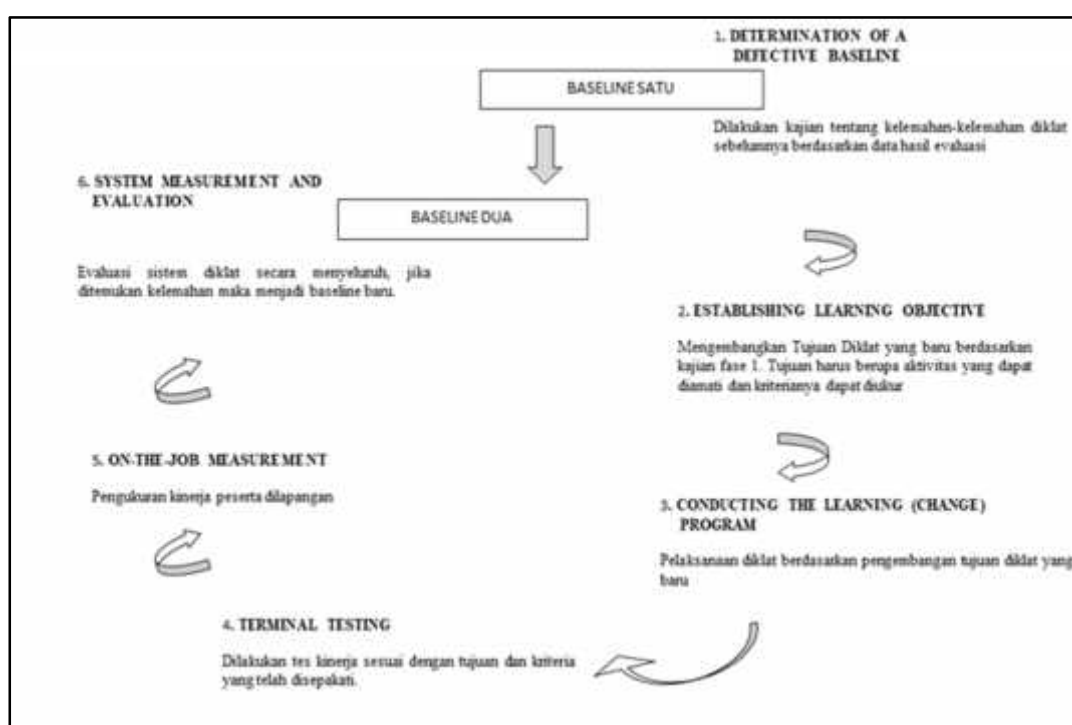 1. DETERMINATION OF A
DEFECTIVE BASELINE
BASELINE SATU
Dilakukan kajian tentang kelemahan-kelemahan diklat
sebelumnya berdasarkan data hasil evaluasi
6. SYSTEM MEASUREMENT AND
EVALUATION
BASELINE DUA
Evaluasi sistem diklat secara menyeluruh, jika
ditemukan kelemahan maka menjadi baseline baru.
2. ESTABLISHING LEARNING OBJECTIVE
Mengembangkan Tujuan Diklat yang baru berdasarkan
kajian fase 1. Tujuan harus berupa aktivitas yang dapat
diamati dan kriterianya dapat diukur
5. ON-THE-JOB MEASUREMENT
Pengukuran kinerja peserta dilapangan
3. CONDUCTING THE LEARNING (CHANGE)
PROGRAM
Pelaksanaan diklat berdasarkan pengembangan tujuan diklat yang
baru
4. TERMINAL TESTING
Dilakukan tes kinerja sesuai dengan tujuan dan kriteria
yang telah disepakati.